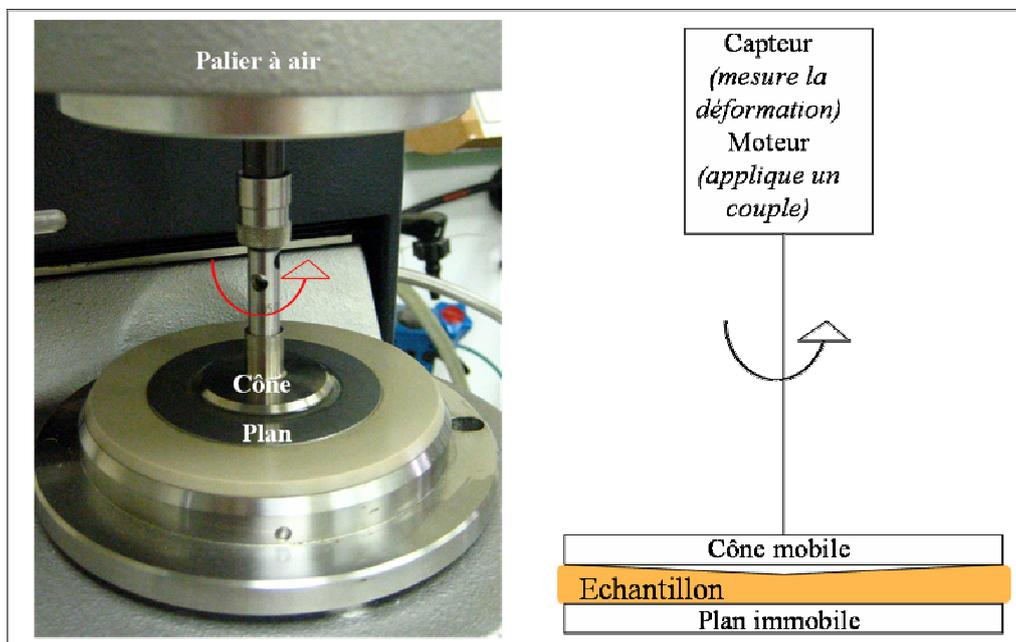 Palier à air
Cône
Plan
Capteur
(mesure la
déformation)
Moteur
(applique un
couple)
Cône mobile
Echantillon
Plan immobile